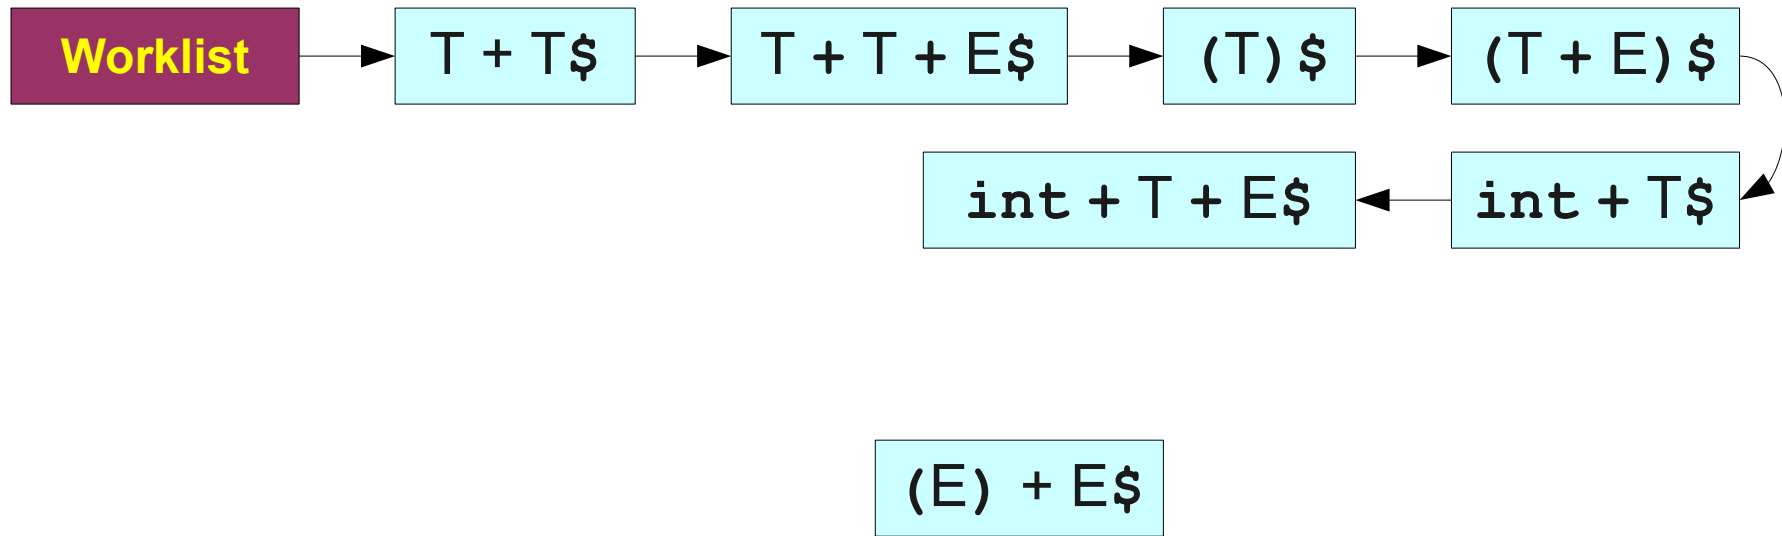 Worklist T + T$ T + T + E$ (T)$ (T + E)$
int + T + E$ int + T$
(E) + E$